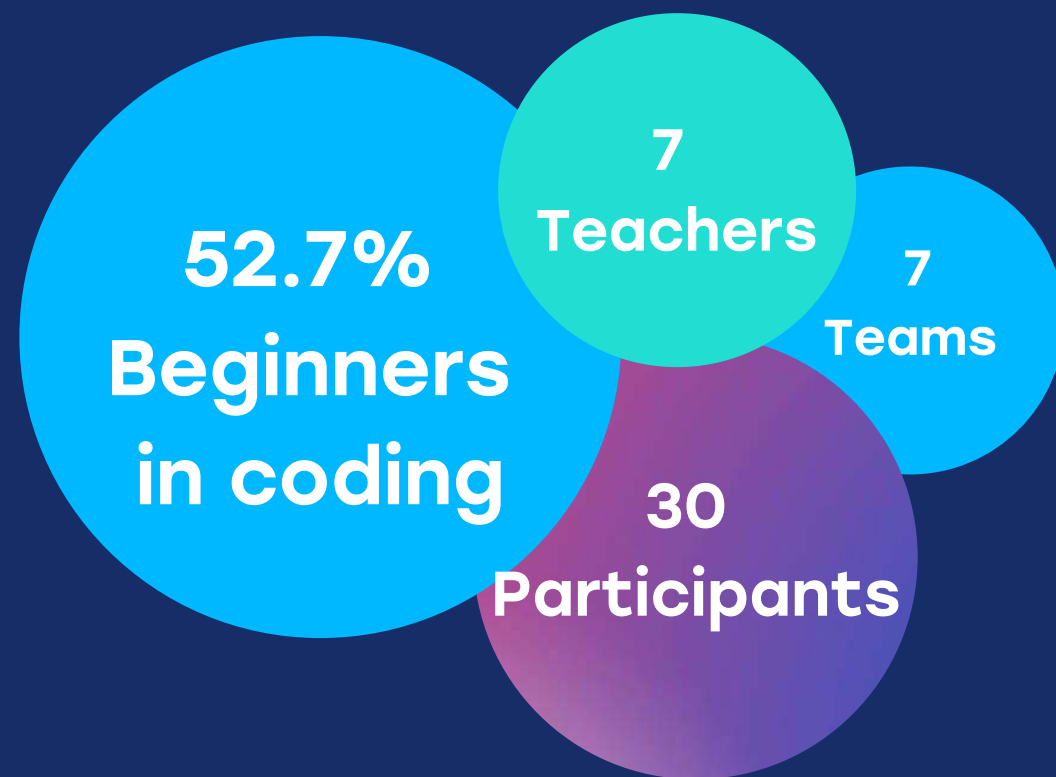 52.7%
Beginners
in coding
7
Teachers
7
Teams
30
Participants